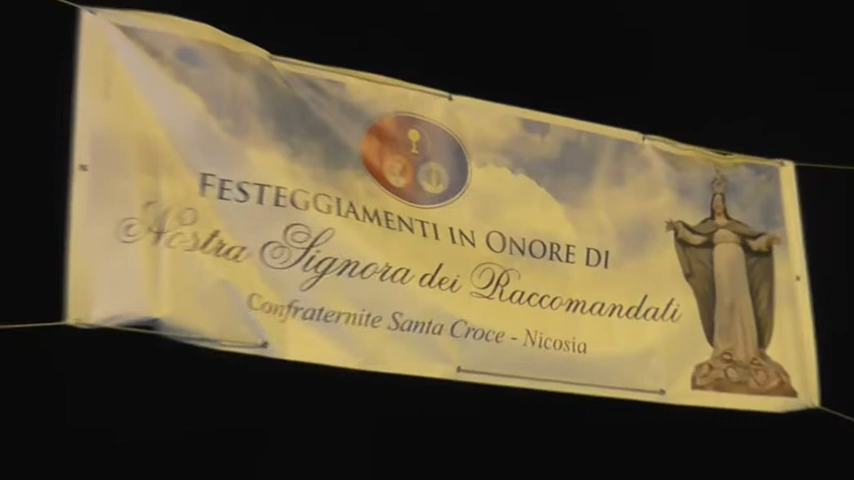 Festeggiamenti in Onore di
Nostra Signora dei Raccomandati
Confraternite Santa Croce - Nicosia